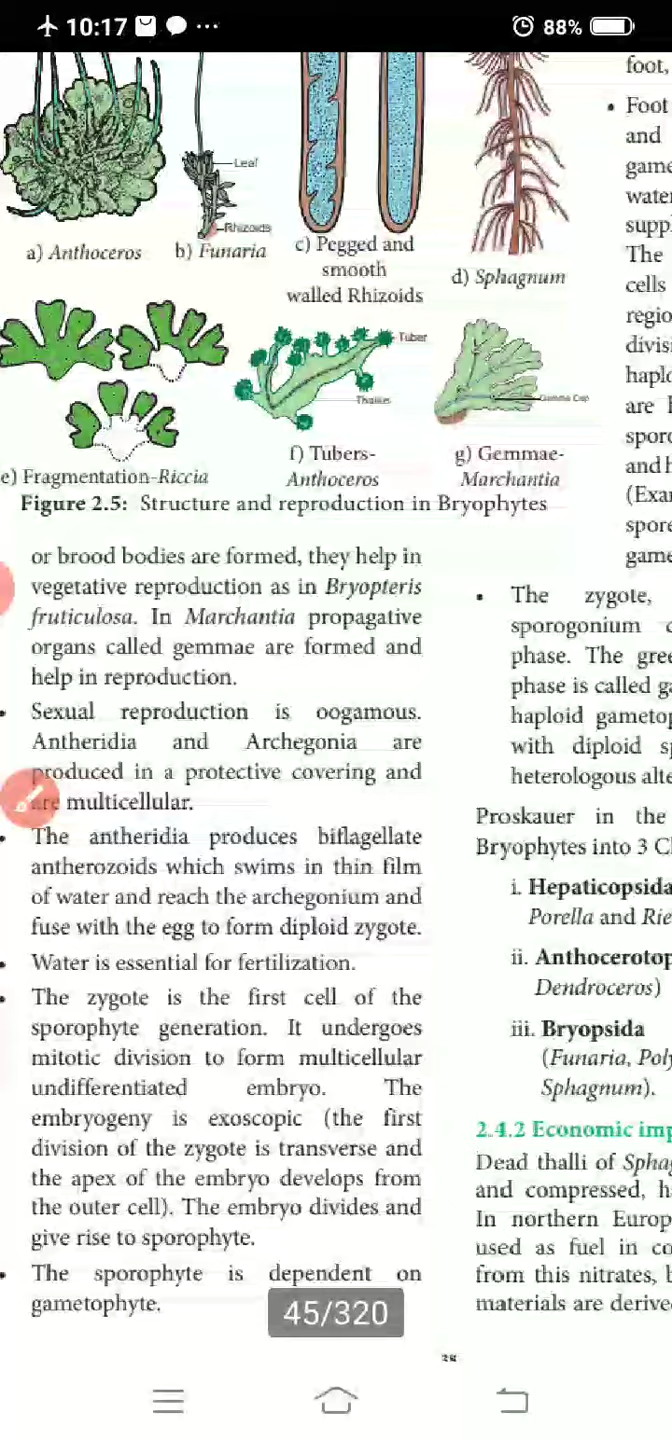 10:17
88%
Leaf
Rhizoids
a) Anthoceros
b) Funaria
c) Pegged and
smooth
walled Rhizoids
d) Sphagnum
Tuber
Thallus
Gemma Cup
e) Fragmentation-Riccia
f) Tubers-
Anthoceros
g) Gemmae-
Marchantia
Figure 2.5: Structure and reproduction in Bryophytes
or brood bodies are formed, they help in
vegetative reproduction as in Bryopteris
fruticulosa. In Marchantia propagative
organs called gemmae are formed and
help in reproduction.
• Sexual reproduction is oogamous.
Antheridia and Archegonia are
produced in a protective covering and
are multicellular.
• The antheridia produces biflagellate
antherozoids which swims in thin film
of water and reach the archegonium and
fuse with the egg to form diploid zygote.
• Water is essential for fertilization.
• The zygote is the first cell of the
sporophyte generation. It undergoes
mitotic division to form multicellular
undifferentiated embryo. The
embryogeny is exoscopic (the first
division of the zygote is transverse and
the apex of the embryo develops from
the outer cell). The embryo divides and
give rise to sporophyte.
• The sporophyte is dependent on
gametophyte.
foot,
• Foot
and
game
water
supp
The
cells
regio
divisi
haplo
are
sporo
and h
(Exar
spore
game
• The zygote,
sporogonium
phase. The gree
phase is called ga
haploid gametop
with diploid sp
heterologous alte
Proskauer in the
Bryophytes into 3 Cl
i. Hepaticopsida
Porella and Rie
ii. Anthocerotop
Dendroceros)
iii. Bryopsida
(Funaria, Poly
Sphagnum).
2.4.2 Economic imp
Dead thalli of Sphag
and compressed, h
In northern Europ
used as fuel in co
from this nitrates, b
materials are derive
45/320